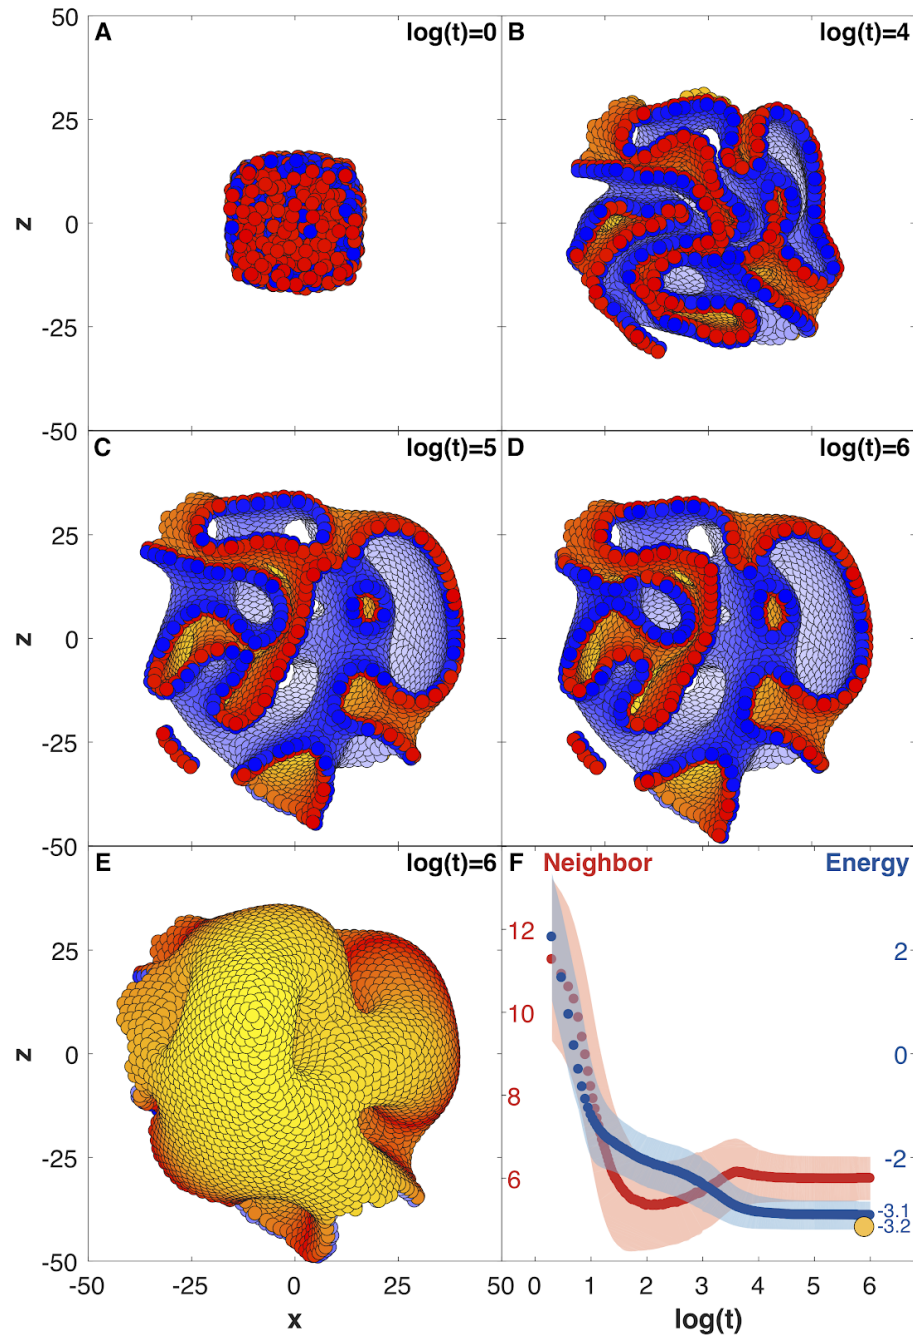 A log(t)=0
B log(t)=4
50
25
0
-25
-50
z
C log(t)=5
D log(t)=6
25
0
-25
-50
z
E log(t)=6
F Neighbor Energy
25
0
-25
-50
z
12
10
8
6
2
0
-2
-3.1
-3.2
-50 -25 0 25 50
0 1 2 3 4 5 6
x
log(t)